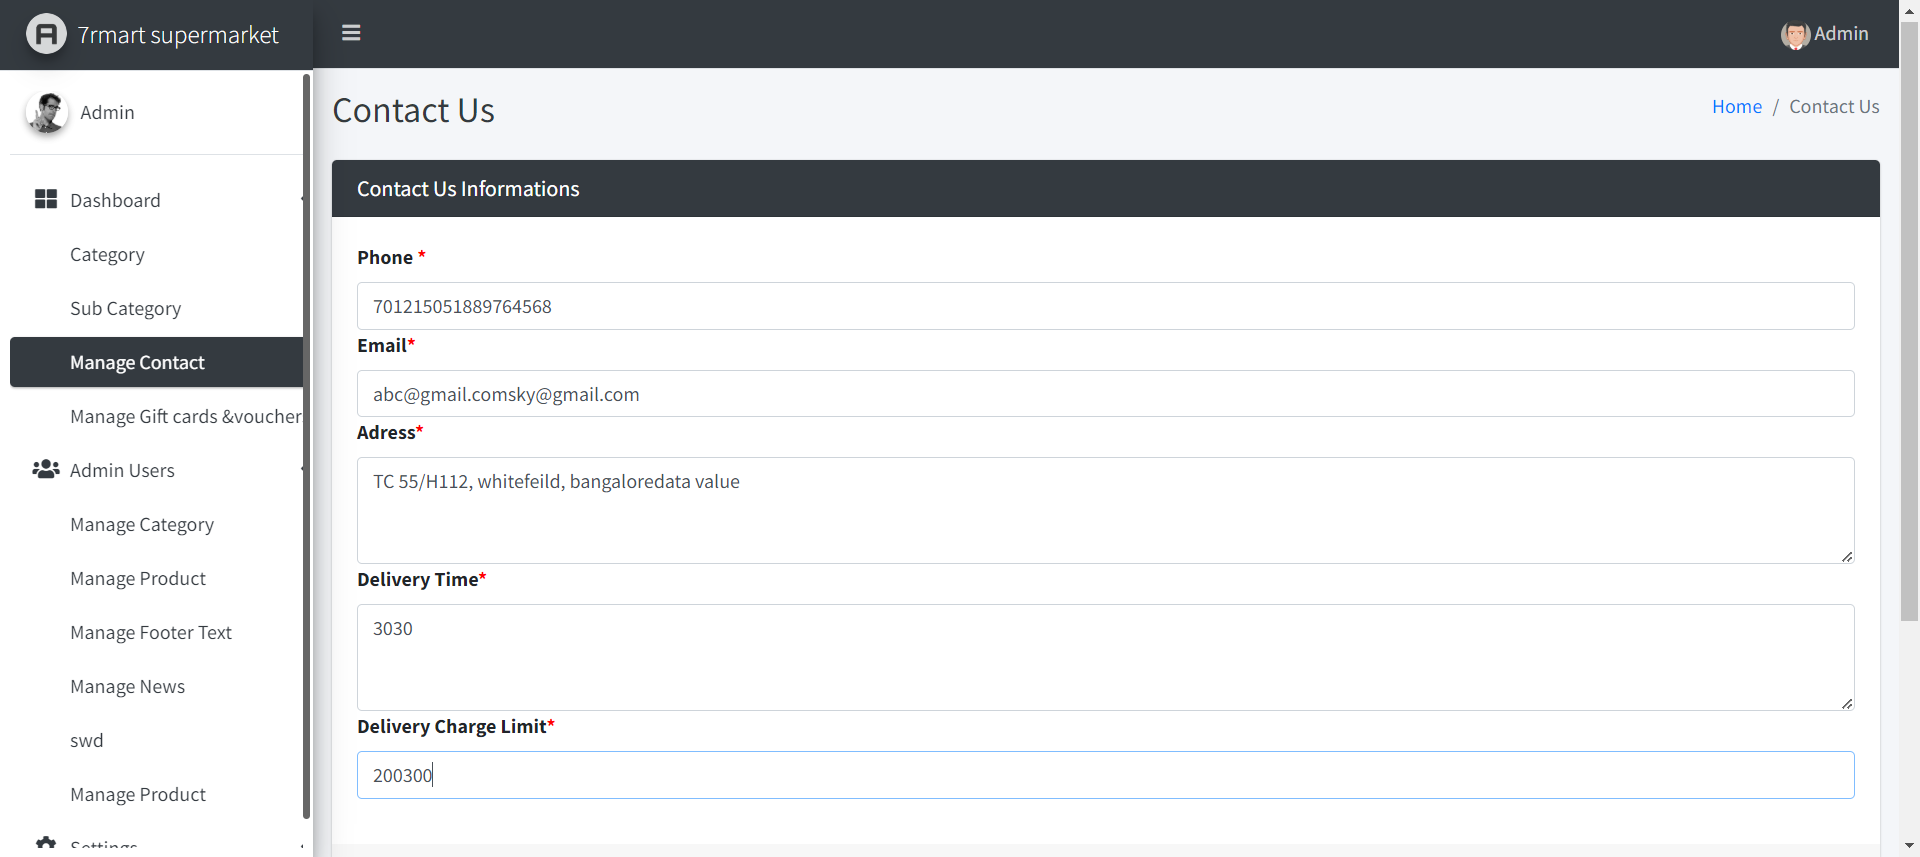 7rmart supermarket
Admin
Admin
Dashboard
Category
Sub Category
Manage Contact
Manage Gift cards &voucher
Admin Users
Manage Category
Manage Product
Manage Footer Text
Manage News
swd
Manage Product
Settings
Contact Us
Home / Contact Us
Contact Us Informations
Phone *
701215051889764568
Email*
abc@gmail.comsky@gmail.com
Adress*
TC 55/H112, whitefeild, bangaloredata value
Delivery Time*
3030
Delivery Charge Limit*
200300